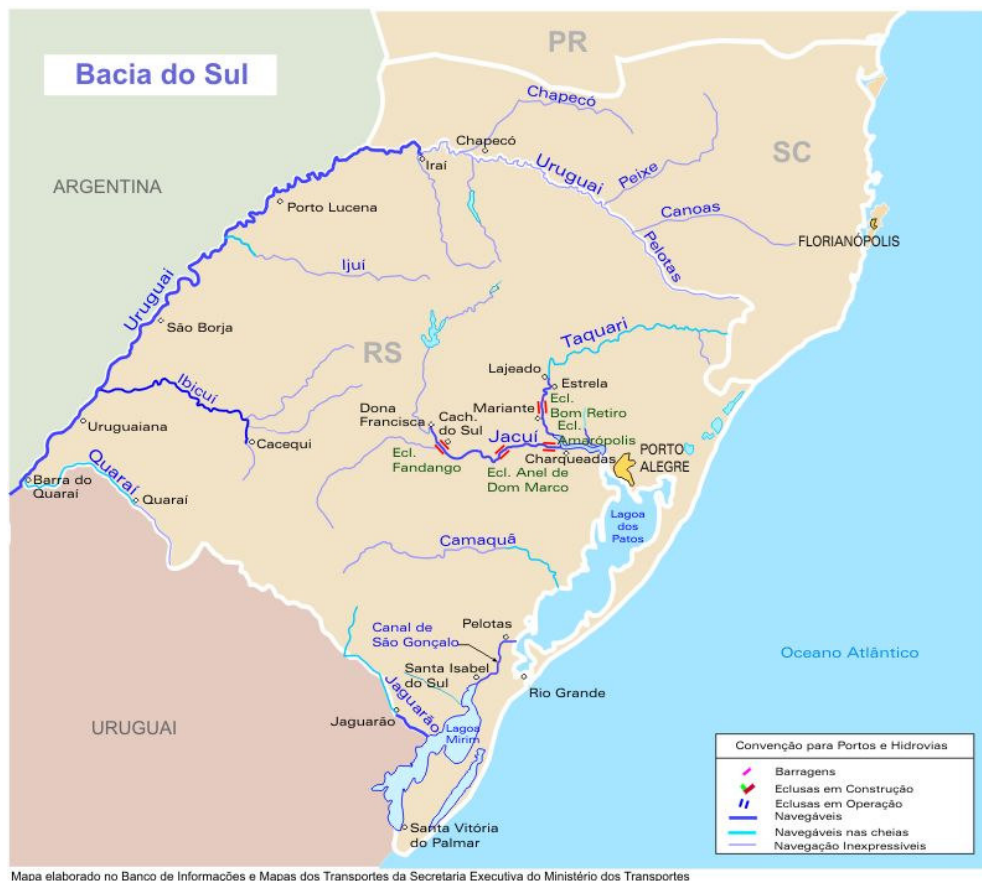 Bacia do Sul
PR
SC
RS
ARGENTINA
URUGUAI
Chapecó
Chapecó
Iraí
Uruguai
Peixe
Canoas
Pelotas
FLORIANÓPOLIS
Porto Lucena
Ijuí
Uruguai
São Borja
Taquari
Lajeado
Estrela
Ecl.
Bom Retiro
Mariante
Ecl.
Amarópolis
Ibicuí
Dona
Francisca
Cach.
do Sul
Jacuí
Uruguaiana
Cacequi
Ecl.
Fandango
Charqueadas
PORTO
ALEGRE
Ecl. Anel de
Dom Marco
Quaraí
Barra do
Quaraí
Quaraí
Lagoa
dos
Patos
Camaquã
Pelotas
Canal de
São Gonçalo
Santa Isabel
do Sul
Rio Grande
Jaguarão
Jaguarão
Lagoa
Mirim
Santa Vitória
do Palmar
Oceano Atlântico
Convenção para Portos e Hidrovias
Barragens
Eclusas em Construção
Eclusas em Operação
Navegáveis
Navegáveis nas cheias
Navegação Inexpressíveis
Mapa elaborado no Banco de Informações e Mapas dos Transportes da Secretaria Executiva do Ministério dos Transportes